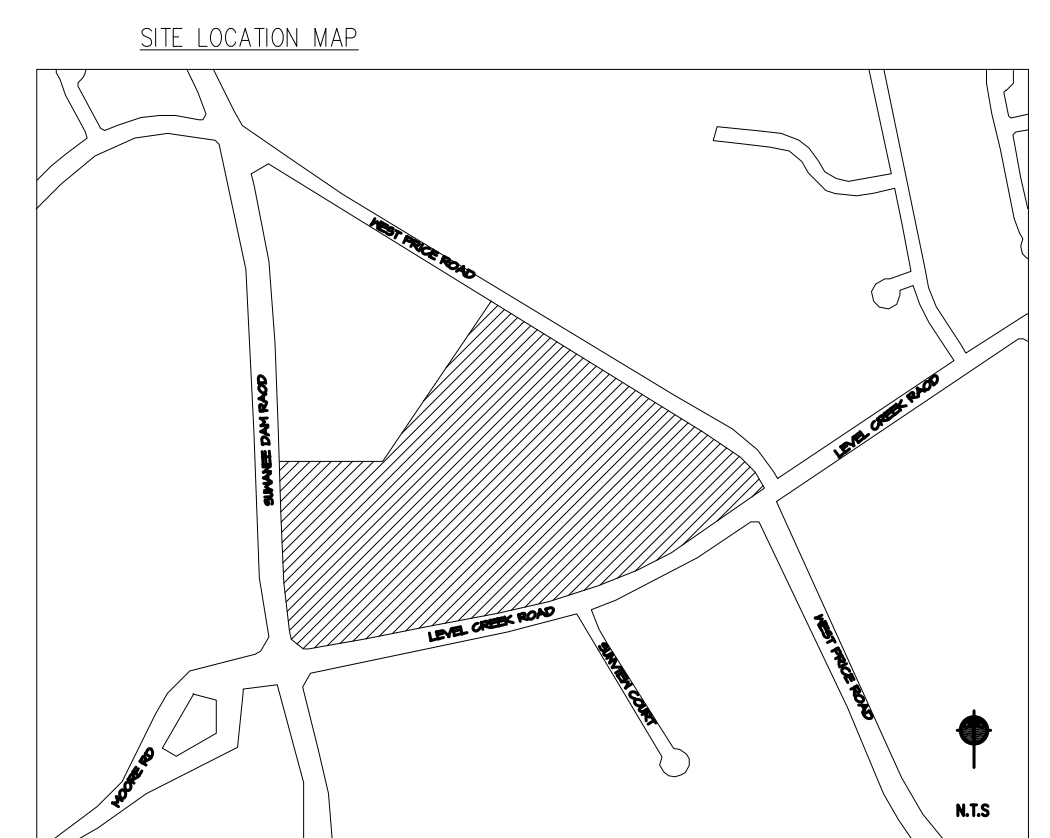 SITE LOCATION MAP
WEST PRICE ROAD
SUWANEE DAM RAOD
LEVEL CREEK RAOD
LEVEL CREEK ROAD
SUNVIEW COURT
WEST PRICE ROAD
MOORE RD
N.T.S